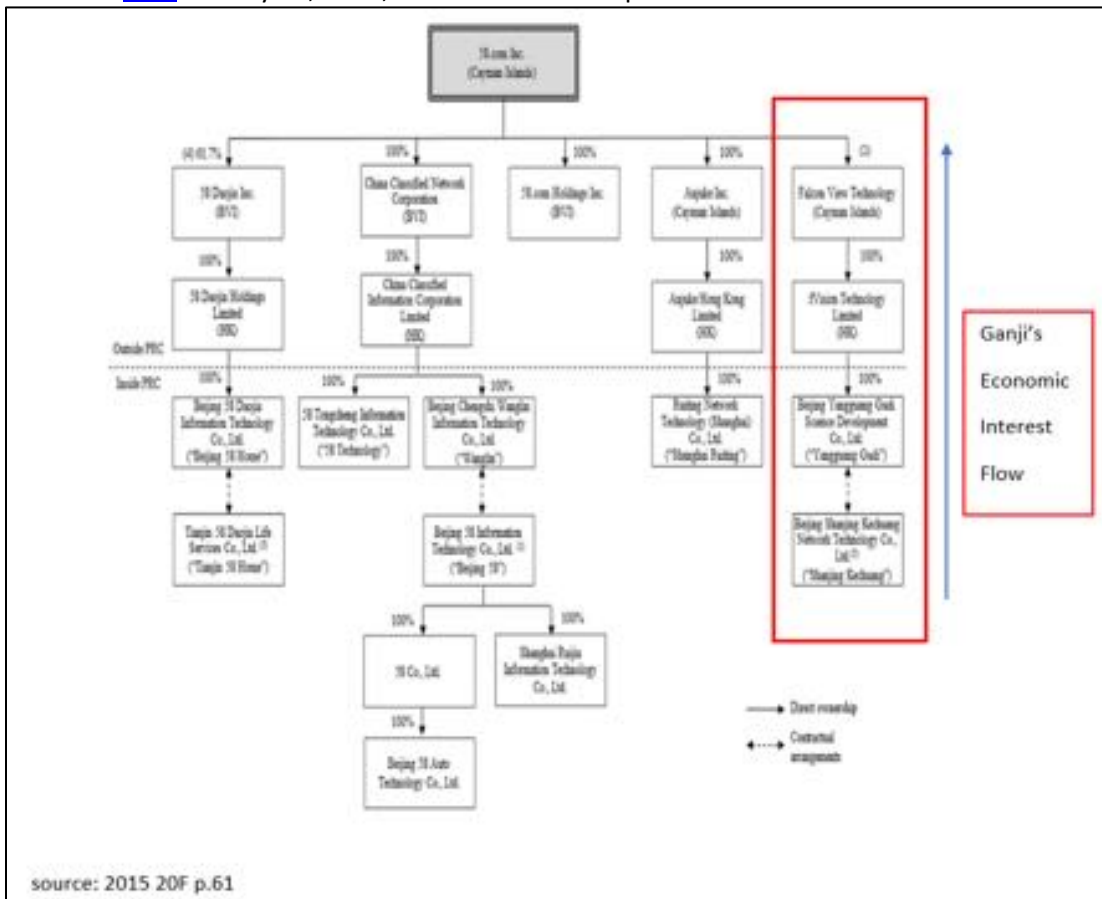 58.com Inc.
(Cayman Islands)
(4) 61.7%
100%
100%
100%
(3)
58 Daojia Inc.
(BVI)
China Classified Network
Corporation
(BVI)
58.com Holdings Inc.
(BVI)
Anjuke Inc.
(Cayman Islands)
Falcon View Technology
(Cayman Islands)
100%
100%
100%
100%
58 Daojia Holdings
Limited
(HK)
China Classified
Information Corporation
Limited
(HK)
Anjuke Hong Kong
Limited
(HK)
Technology
Limited
(HK)
Outside PRC
Inside PRC
100%
100%
100%
100%
100%
Beijing 58 Daojia
Information Technology
Co., Ltd.
("Beijing 58 Home")
58 Tongcheng Information
Technology Co., Ltd.
("58 Technology")
Beijing Chengshi Wanglin
Information Technology
Co., Ltd.
("Wanglin")
Ruiting Network
Technology (Shanghai)
Co., Ltd.
("Shanghai Ruiting")
Beijing Yangguang Gudi
Science Development
Co., Ltd.
("Yangguang Gudi")
Tianjin 58 Daojia Life
Services Co., Ltd.
("Tianjin 58 Home")
Beijing 58 Information
Technology Co., Ltd.
("Beijing 58")
Beijing Shanjing Kechuang
Network Technology Co.,
Ltd.
("Shanjing Kechuang")
100%
100%
58 Co., Ltd.
Shanghai
Information Technology
Co., Ltd.
100%
Beijing 58 Auto
Technology Co., Ltd.
Direct ownership
Contractual
arrangements
Ganji's
Economic
Interest
Flow
source: 2015 20F p.61